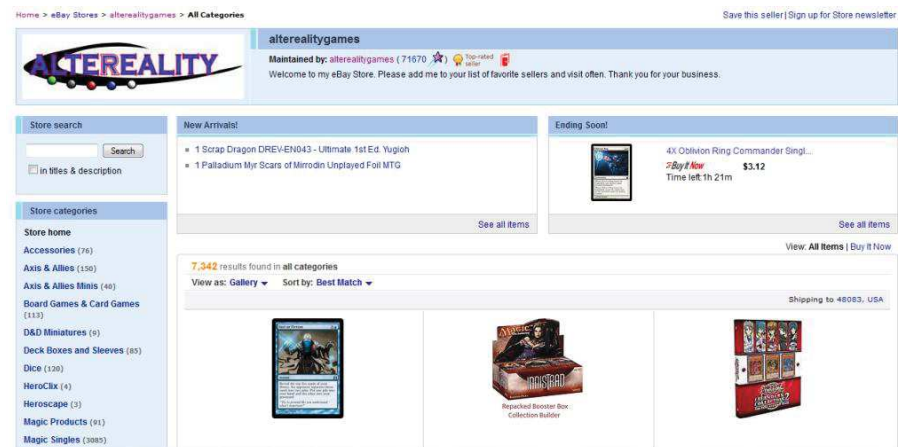 Home > eBay Stores > alterealitygames > All Categories
Save this seller | Sign up for Store newsletter
ALTEREALITY
alterealitygames
Maintained by: alterealitygames ( 71670 ) Top-rated seller
Welcome to my eBay Store. Please add me to your list of favorite sellers and visit often. Thank you for your business.
Store search
Search
in titles & description
Store categories
Store home
Accessories (76)
Axis & Allies (150)
Axis & Allies Minis (40)
Board Games & Card Games (113)
D&D Miniatures (9)
Deck Boxes and Sleeves (85)
Dice (120)
HeroClix (4)
Heroscape (3)
Magic Products (91)
Magic Singles (3085)
New Arrivals!
1 Scrap Dragon DREV-EN043 - Ultimate 1st Ed. Yugioh
1 Palladium Myr Scars of Mirrodin Unplayed Foil MTG
See all items
Ending Soon!
4X Oblivion Ring Commander Singl...
Buy It Now $3.12
Time left:1h 21m
See all items
View: All Items | Buy It Now
7,342 results found in all categories
View as: Gallery Sort by: Best Match
Shipping to 48083, USA
MAGIC
INNISTRAD
Repacked Booster Box
Collection Builder